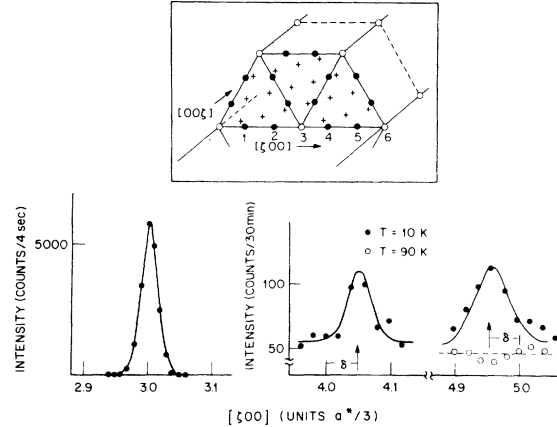 [00ζ]
1 2 3 4 5 6
[ζ00]
INTENSITY (COUNTS/4 sec)
5000
2.9 3.0 3.1
INTENSITY (COUNTS/30min)
100
50
● T = 10 K
○ T = 90 K
δ
δ
4.0 4.1 4.9 5.0
[ζ00] (UNITS a*/3)